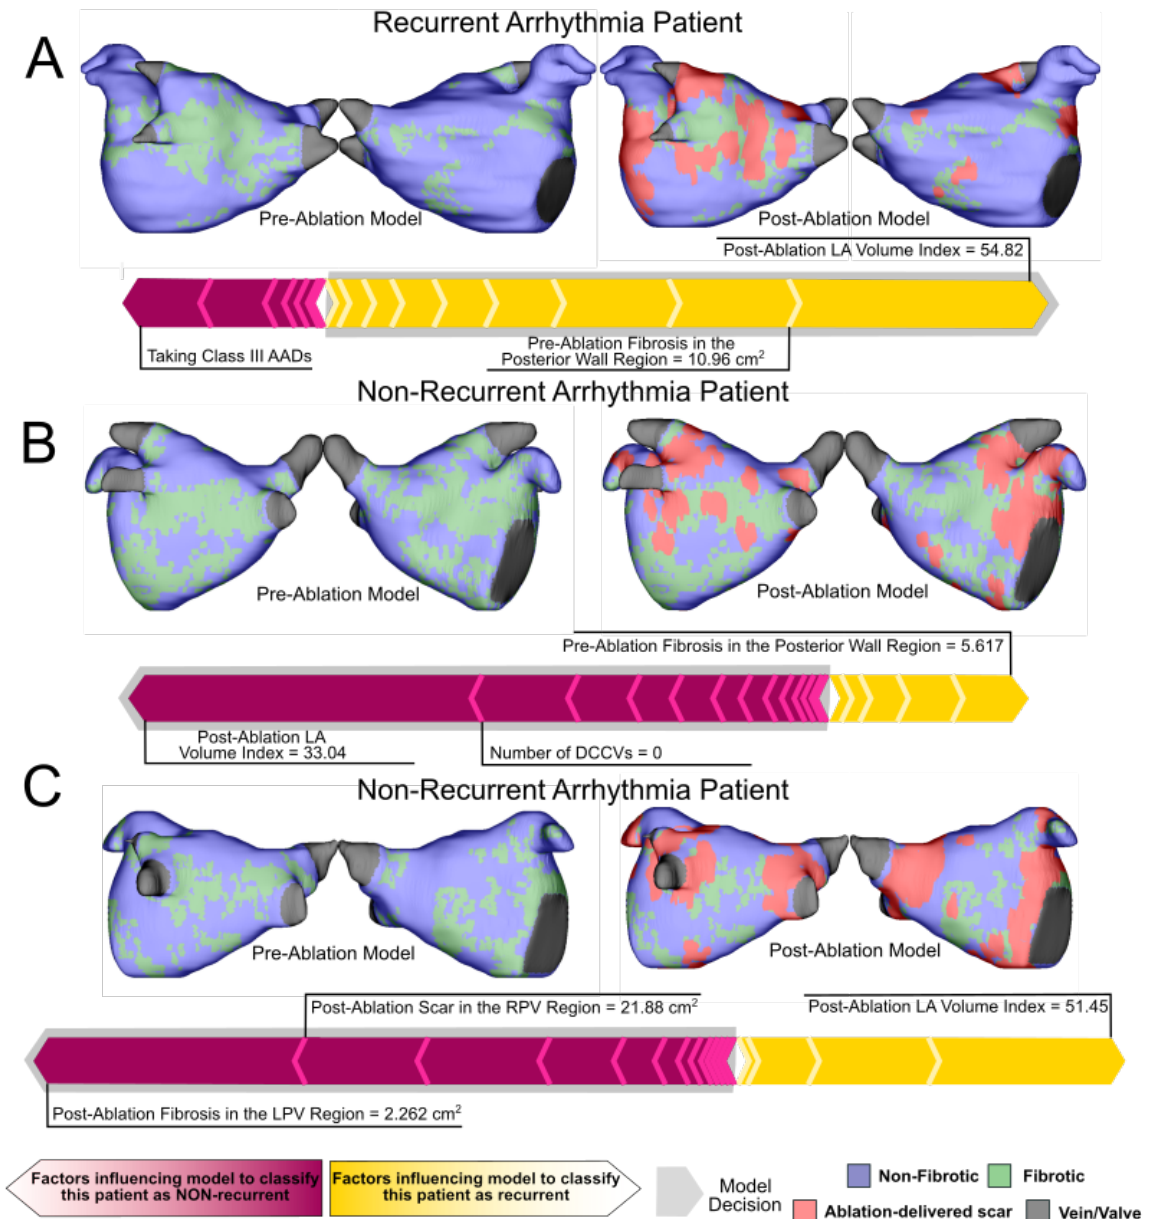 Recurrent Arrhythmia Patient
A
Pre-Ablation Model
Post-Ablation Model
Post-Ablation LA Volume Index = 54.82
Taking Class III AADs
Pre-Ablation Fibrosis in the
Posterior Wall Region = 10.96 cm²
Non-Recurrent Arrhythmia Patient
B
Pre-Ablation Model
Post-Ablation Model
Pre-Ablation Fibrosis in the Posterior Wall Region = 5.617
Post-Ablation LA
Volume Index = 33.04
Number of DCCVs = 0
C
Non-Recurrent Arrhythmia Patient
Pre-Ablation Model
Post-Ablation Model
Post-Ablation Scar in the RPV Region = 21.88 cm²
Post-Ablation LA Volume Index = 51.45
Post-Ablation Fibrosis in the LPV Region = 2.262 cm²
Factors influencing model to classify
this patient as NON-recurrent
Factors influencing model to classify
this patient as recurrent
Model
Decision
Non-Fibrotic
Fibrotic
Ablation-delivered scar
Vein/Valve